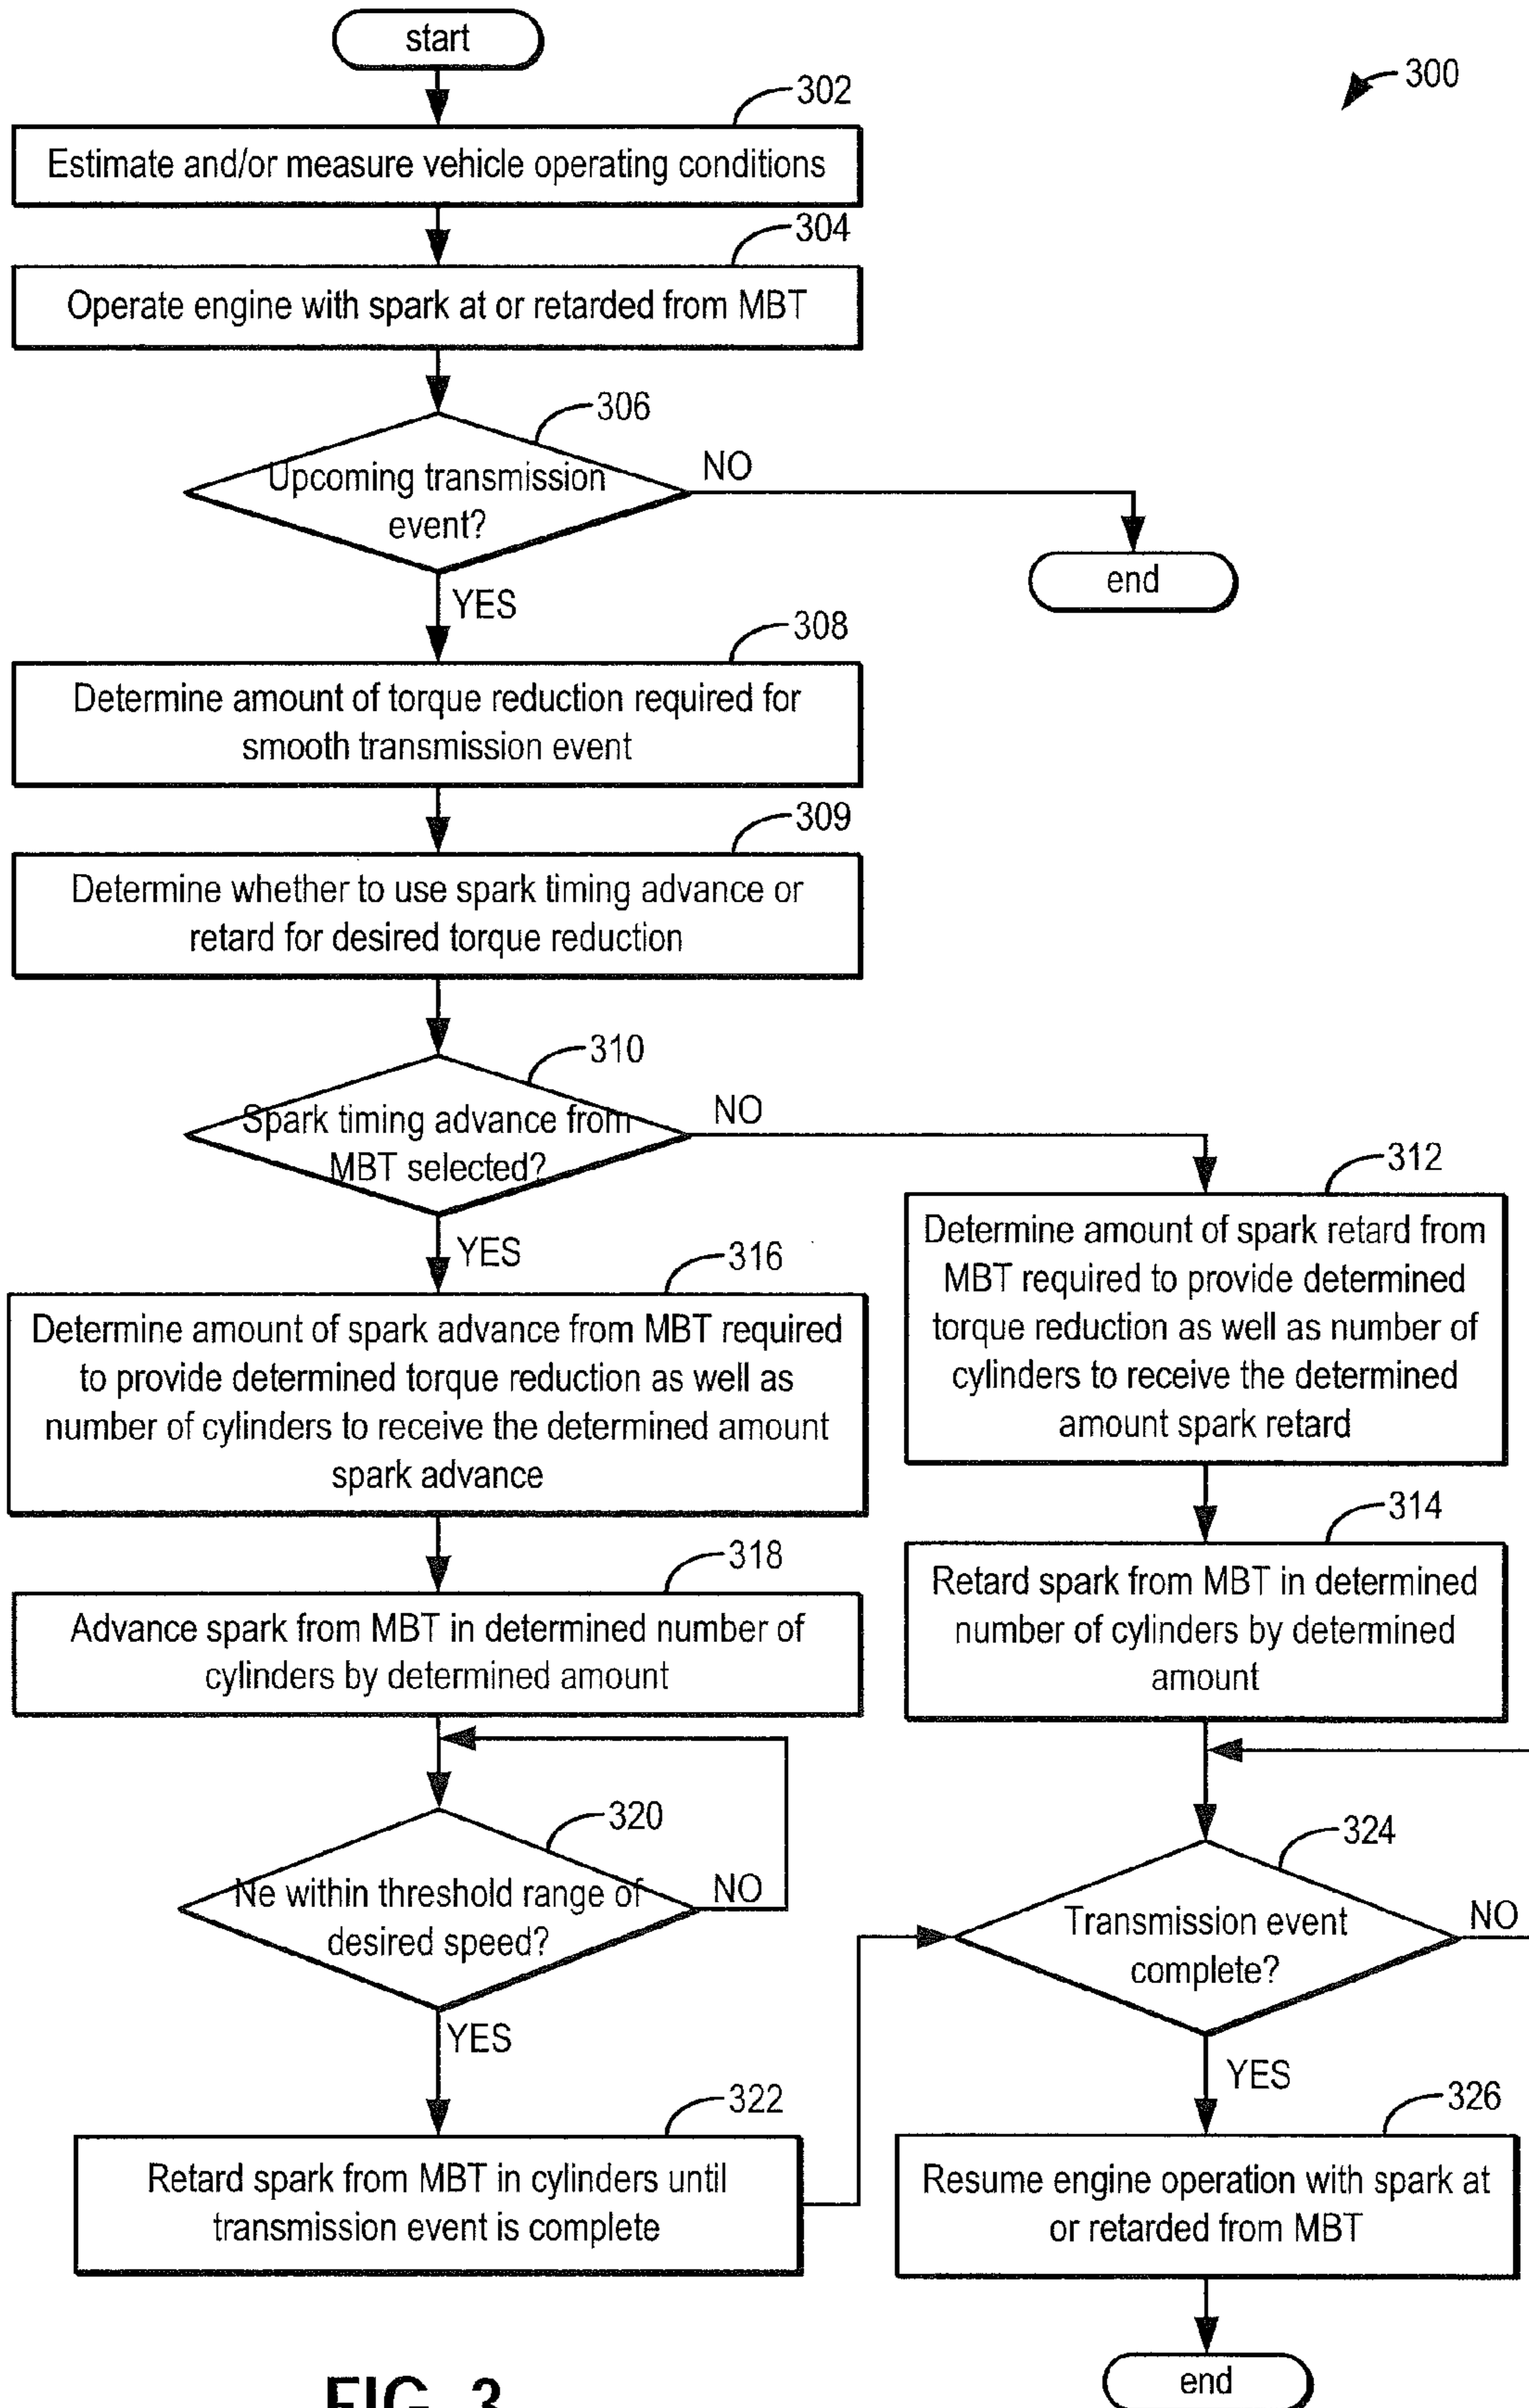 start
300
302
Estimate and/or measure vehicle operating conditions
304
Operate engine with spark at or retarded from MBT
306
Upcoming transmission
event?
NO
end
YES
308
Determine amount of torque reduction required for
smooth transmission event
309
Determine whether to use spark timing advance or
retard for desired torque reduction
310
Spark timing advance from
MBT selected?
NO
YES
312
Determine amount of spark retard from
MBT required to provide determined
torque reduction as well as number of
cylinders to receive the determined
amount spark retard
316
Determine amount of spark advance from MBT required
to provide determined torque reduction as well as
number of cylinders to receive the determined amount
spark advance
314
Retard spark from MBT in determined
number of cylinders by determined
amount
318
Advance spark from MBT in determined number of
cylinders by determined amount
320
Ne within threshold range of
desired speed?
NO
YES
324
Transmission event
complete?
NO
YES
322
Retard spark from MBT in cylinders until
transmission event is complete
326
Resume engine operation with spark at
or retarded from MBT
end
FIG. 3